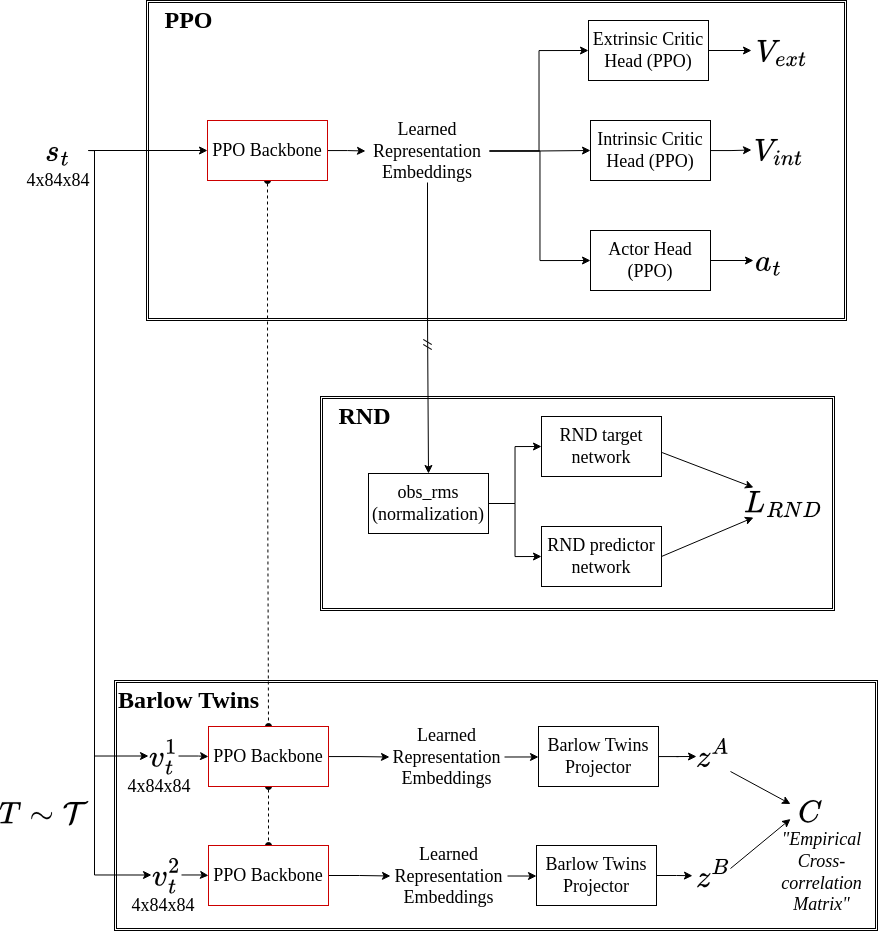 PPO
Extrinsic Critic
Head (PPO)
V_{ext}
s_t
4x84x84
PPO Backbone
Learned
Representation
Embeddings
Intrinsic Critic
Head (PPO)
V_{int}
Actor Head
(PPO)
a_t
RND
obs_rms
(normalization)
RND target
network
RND predictor
network
L_{RND}
Barlow Twins
v_t^1
4x84x84
PPO Backbone
Learned
Representation
Embeddings
Barlow Twins
Projector
z^A
T ∼ 𝒯
v_t^2
4x84x84
PPO Backbone
Learned
Representation
Embeddings
Barlow Twins
Projector
z^B
C
"Empirical
Cross-
correlation
Matrix"